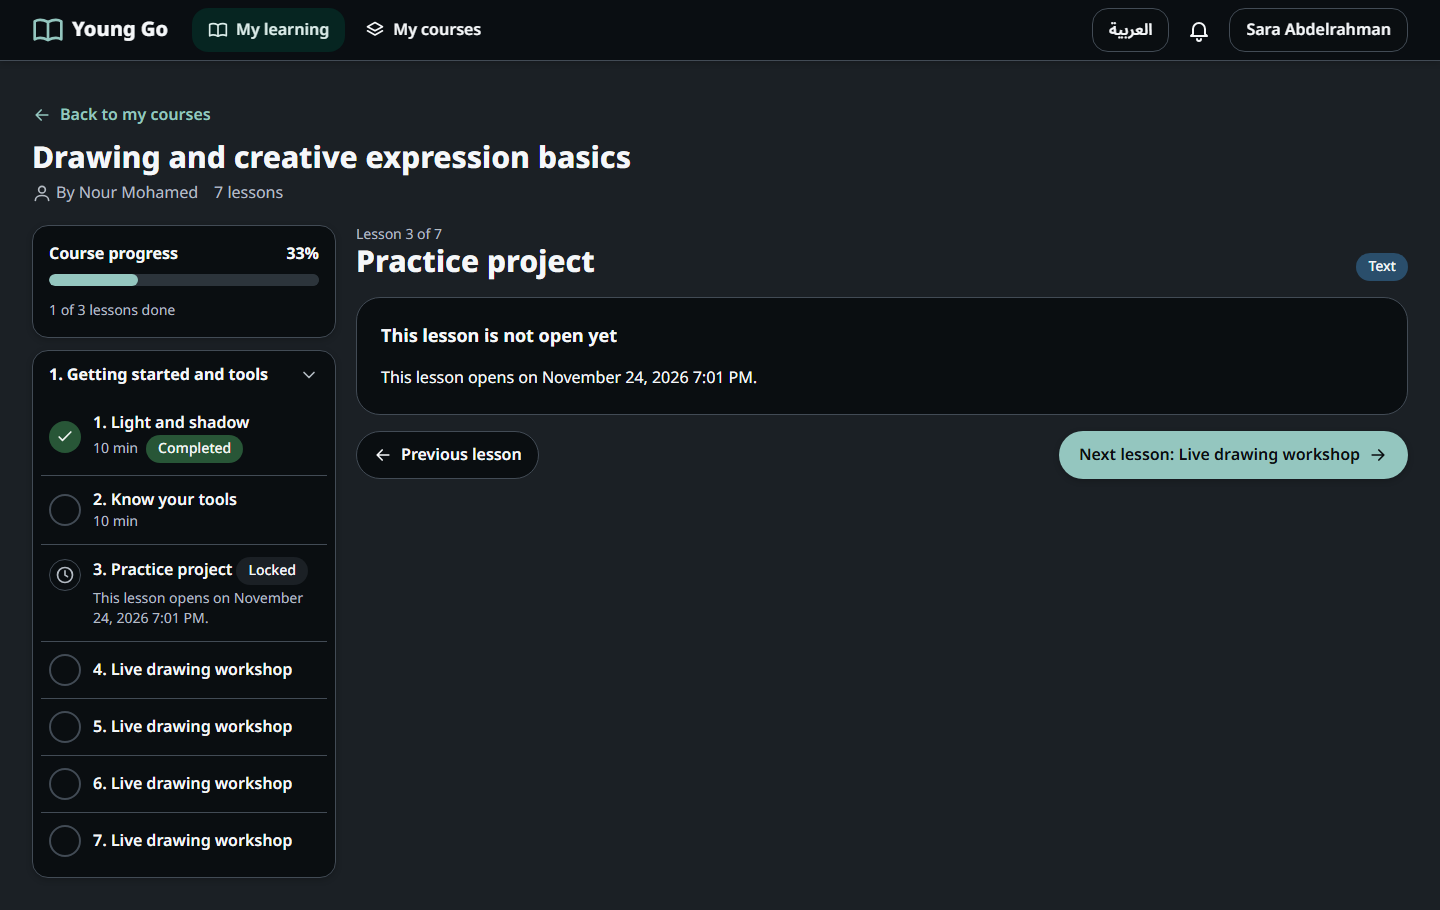 Young Go
My learning
My courses
العربية
Sara Abdelrahman
Back to my courses
Drawing and creative expression basics
By Nour Mohamed 7 lessons
Course progress 33%
1 of 3 lessons done
1. Getting started and tools
1. Light and shadow
10 min Completed
2. Know your tools
10 min
3. Practice project Locked
This lesson opens on November
24, 2026 7:01 PM.
4. Live drawing workshop
5. Live drawing workshop
6. Live drawing workshop
7. Live drawing workshop
Lesson 3 of 7
Practice project
Text
This lesson is not open yet
This lesson opens on November 24, 2026 7:01 PM.
Previous lesson
Next lesson: Live drawing workshop